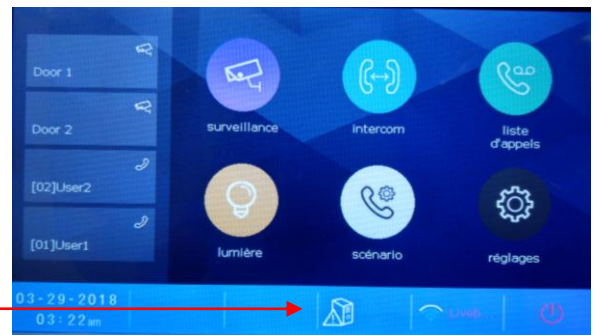 Door 1
Door 2
[02]User2
[01]User1
surveillance
intercom
liste
d'appels
lumière
scénario
réglages
03-29-2018
03:22am